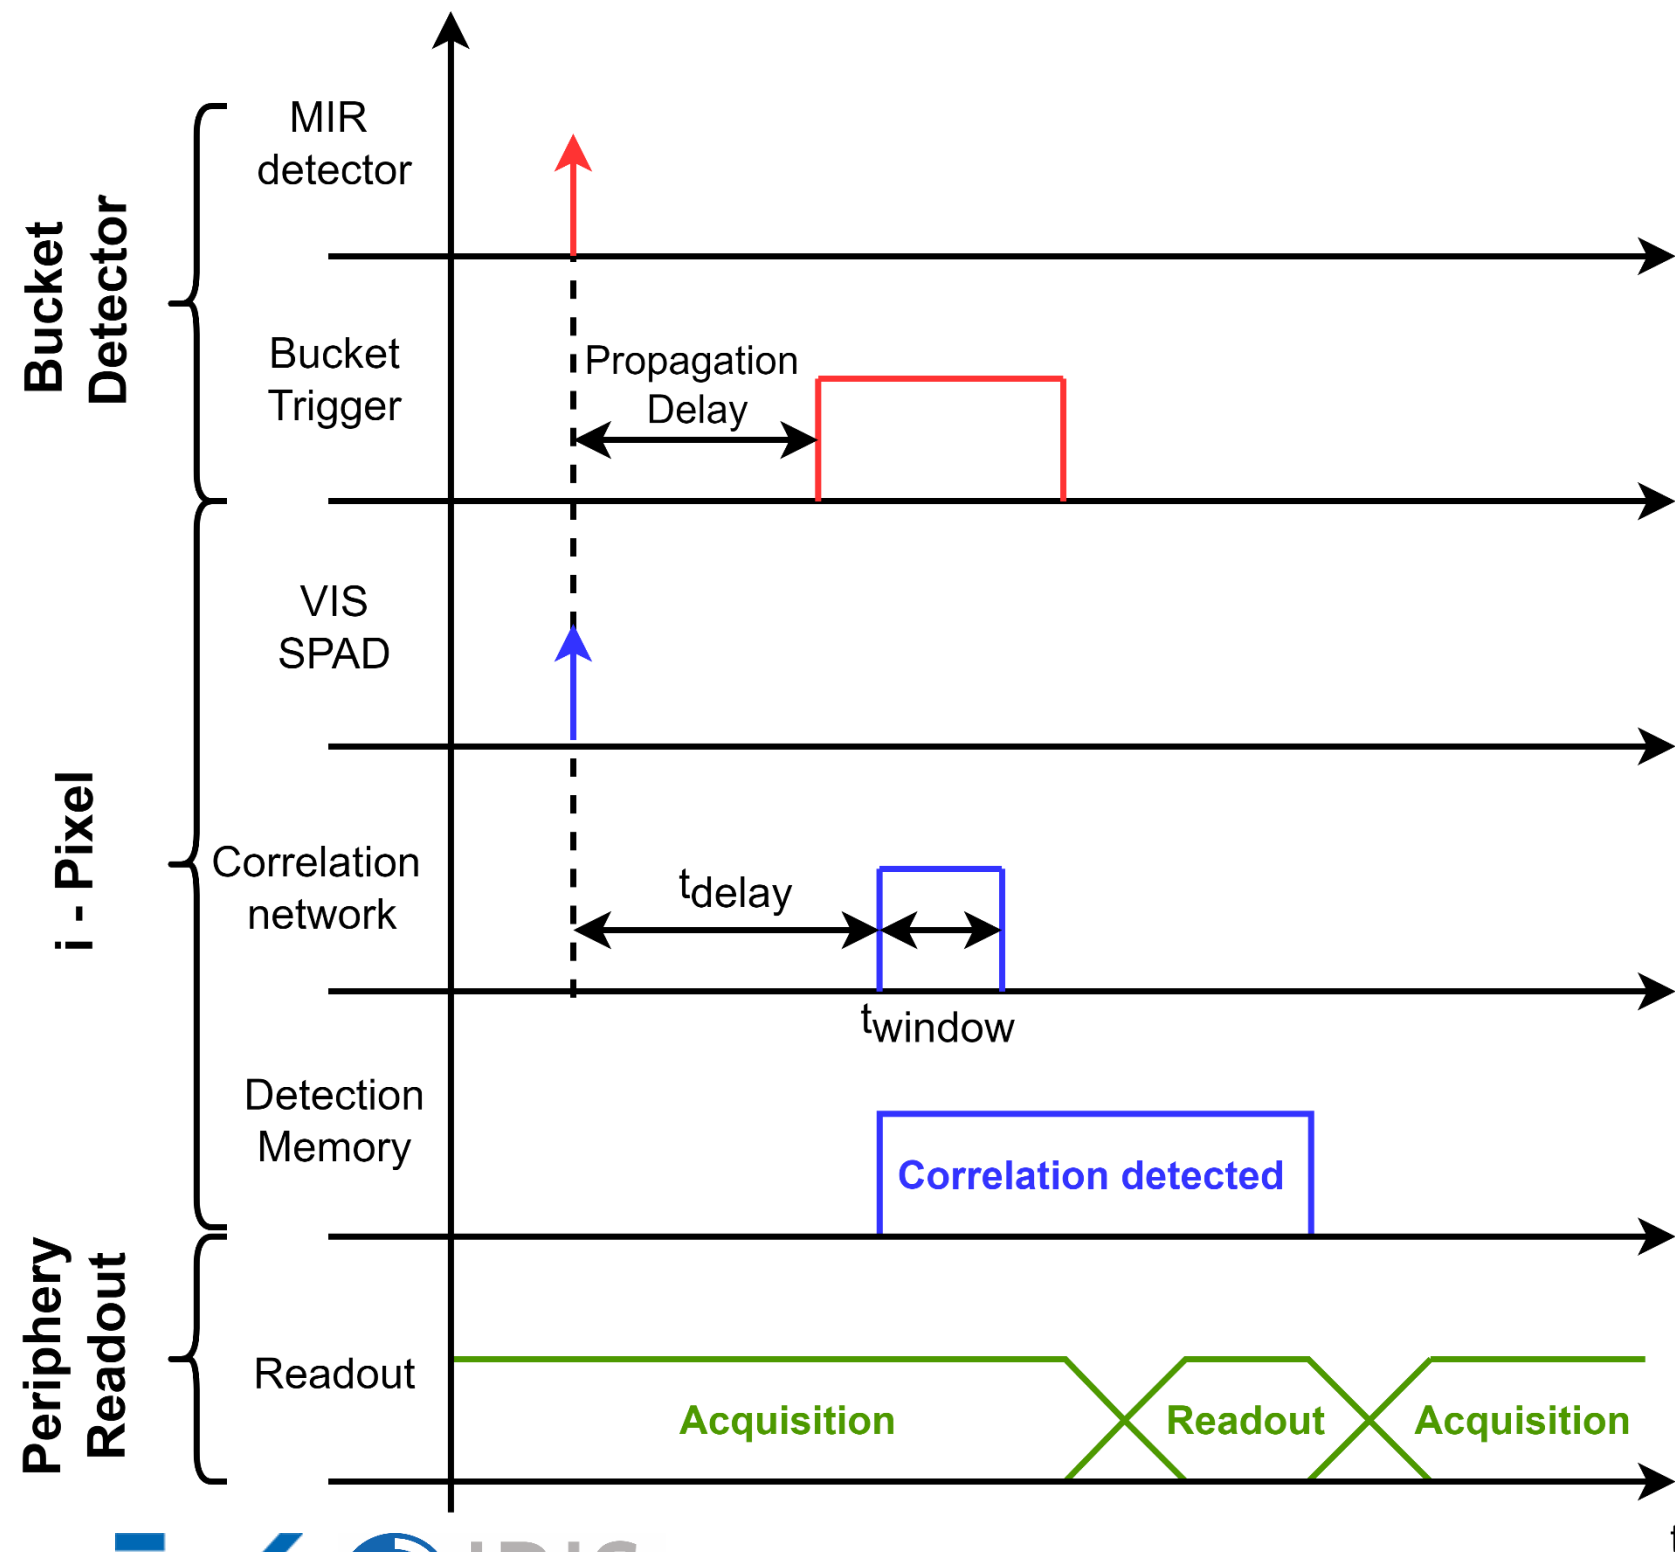 Bucket
Detector
MIR
detector
Bucket
Trigger
Propagation
Delay
i - Pixel
VIS
SPAD
Correlation
network
tdelay
twindow
Detection
Memory
Correlation detected
Periphery
Readout
Readout
Acquisition
Readout
Acquisition